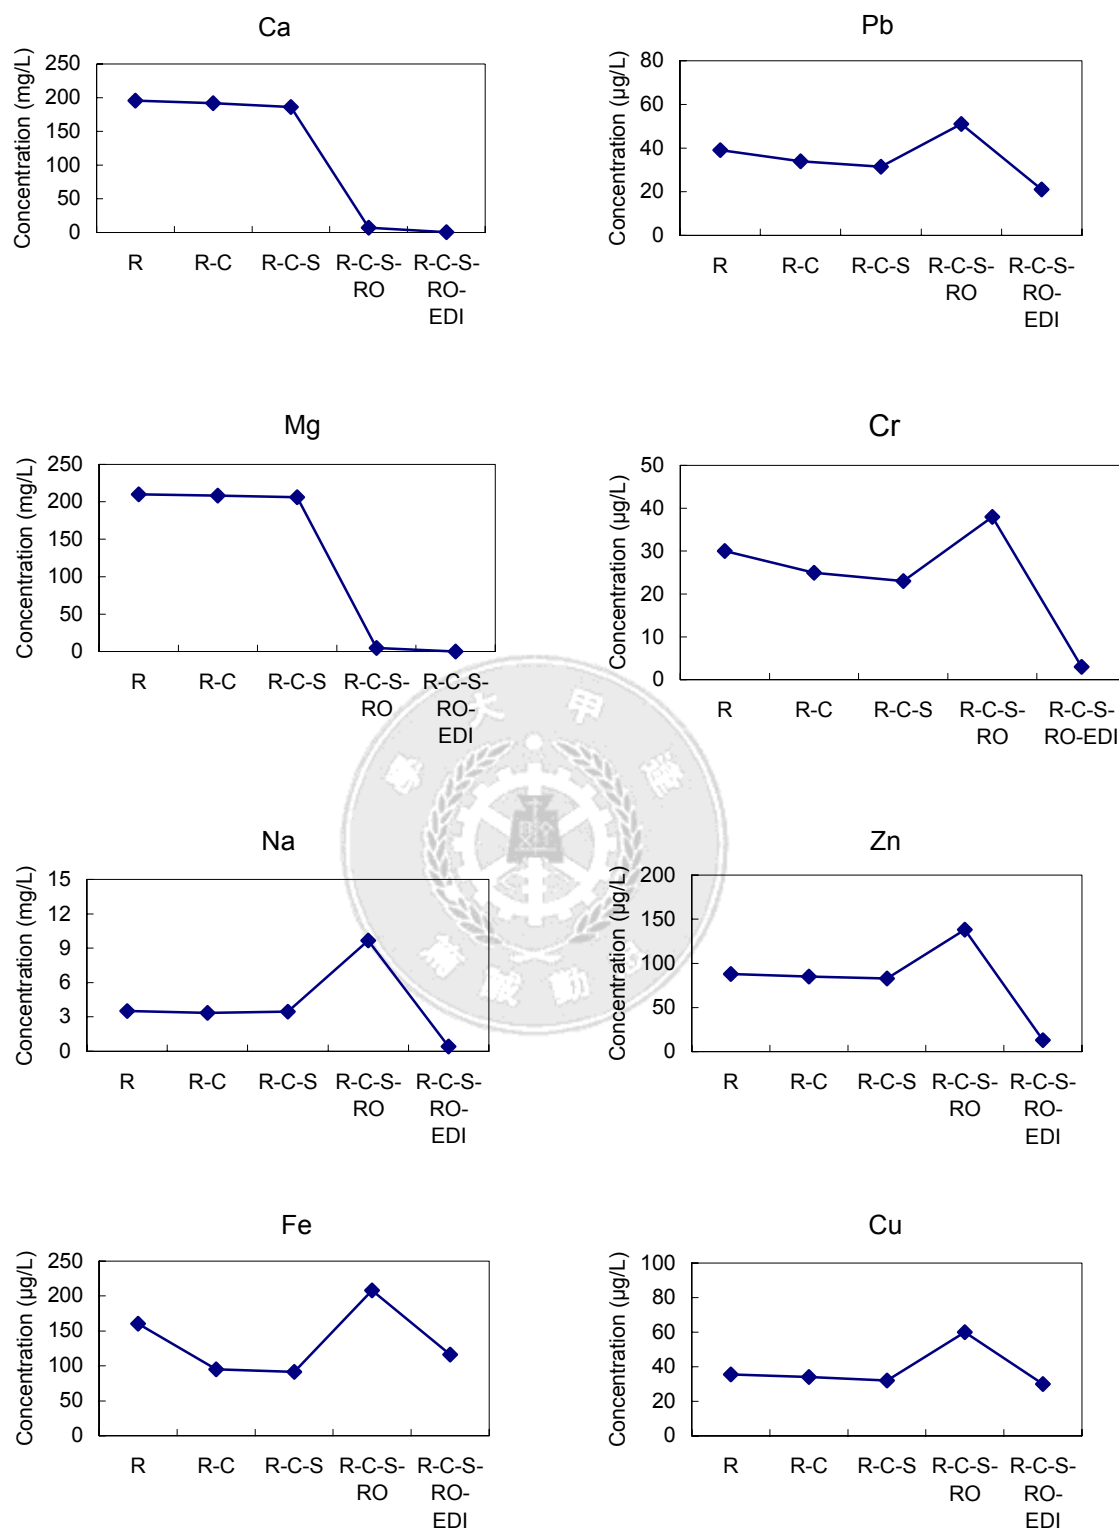 Ca
Concentration (mg/L)
250
200
150
100
50
0
R R-C R-C-S R-C-S- R-C-S-
RO RO-
EDI
Pb
Concentration (µg/L)
80
60
40
20
0
R R-C R-C-S R-C-S- R-C-S-
RO RO-
EDI
Mg
Concentration (mg/L)
250
200
150
100
50
0
R R-C R-C-S R-C-S- R-C-S-
RO RO-
EDI
Cr
Concentration (µg/L)
50
40
30
20
10
0
R R-C R-C-S R-C-S- R-C-S-
RO RO-EDI
Na
Concentration (mg/L)
15
12
9
6
3
0
R R-C R-C-S R-C-S- R-C-S-
RO RO-
EDI
Zn
Concentration (µg/L)
200
150
100
50
0
R R-C R-C-S R-C-S- R-C-S-
RO RO-
EDI
Fe
Concentration (µg/L)
250
200
150
100
50
0
R R-C R-C-S R-C-S- R-C-S-
RO RO-
EDI
Cu
Concentration (µg/L)
100
80
60
40
20
0
R R-C R-C-S R-C-S- R-C-S-
RO RO-
EDI